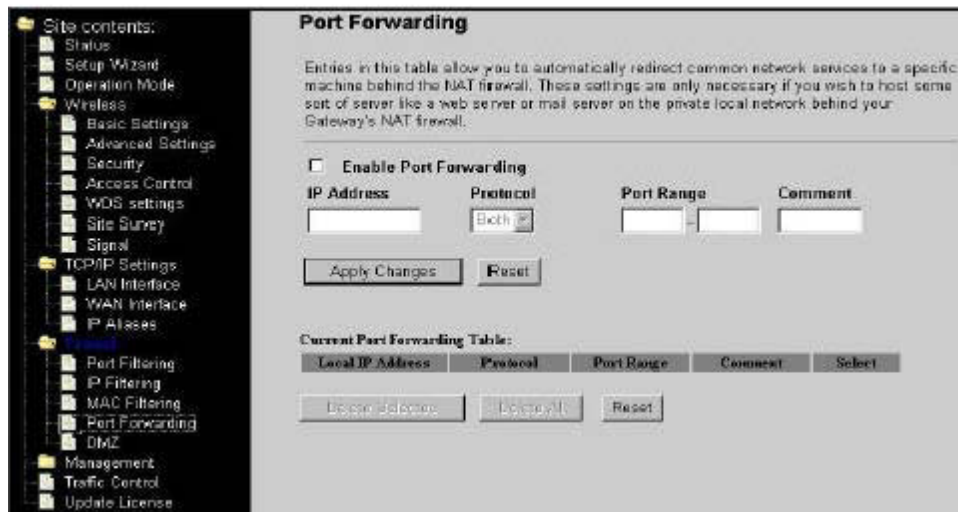 Site contents:
Status
Setup Wizard
Operation Mode
Wireless
Basic Settings
Advanced Settings
Security
Access Control
WDS settings
Site Survey
Signal
TCP/IP Settings
LAN Interface
WAN Interface
IP Aliases
Firewall
Port Filtering
IP Filtering
MAC Filtering
Port Forwarding
DMZ
Management
Traffic Control
Update License
Port Forwarding
Entries in this table allow you to automatically redirect common network services to a specific
machine behind the NAT firewall. These settings are only necessary if you wish to host some
sort of server like a web server or mail server on the private local network behind your
Gateway's NAT firewall.
Enable Port Forwarding
IP Address Protocol Port Range Comment
Both -
Apply Changes Reset
Current Port Forwarding Table:
Local IP Address Protocol Port Range Comment Select
Delete Selected Delete All Reset